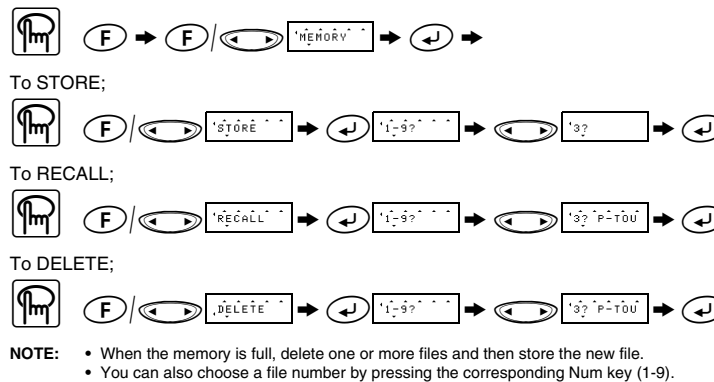 F F / MEMORY
To STORE;
F / STORE 1-9? 3?
To RECALL;
F / RECALL 1-9? 3? P-TOU
To DELETE;
F / DELETE 1-9? 3? P-TOU
NOTE: • When the memory is full, delete one or more files and then store the new file.
• You can also choose a file number by pressing the corresponding Num key (1-9).